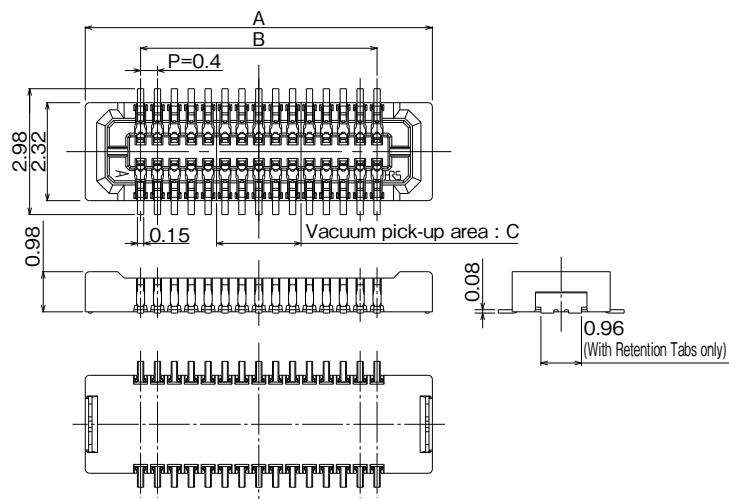 A
B
P=0.4
2.98
2.32
A
HRS
0.15
Vacuum pick-up area : C
0.98
0.08
0.96
(With Retention Tabs only)